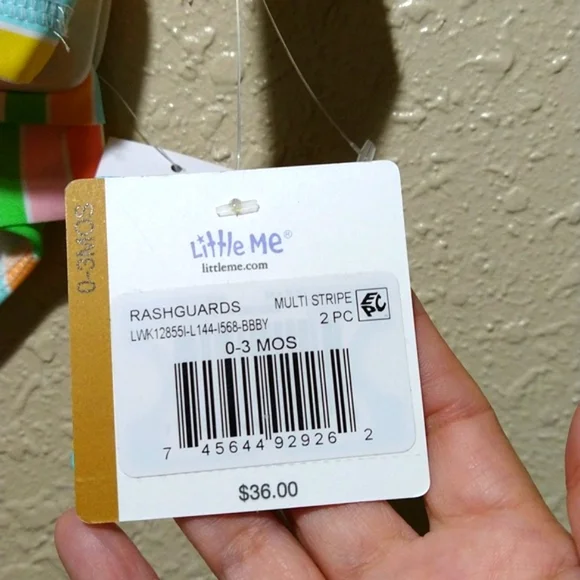 0-3MOS
Little Me®
littleme.com
RASHGUARDS MULTI STRIPE
LWK12855I-L144-I568-BBBY 2 PC EPC
0-3 MOS
7 45644 92926 2
$36.00